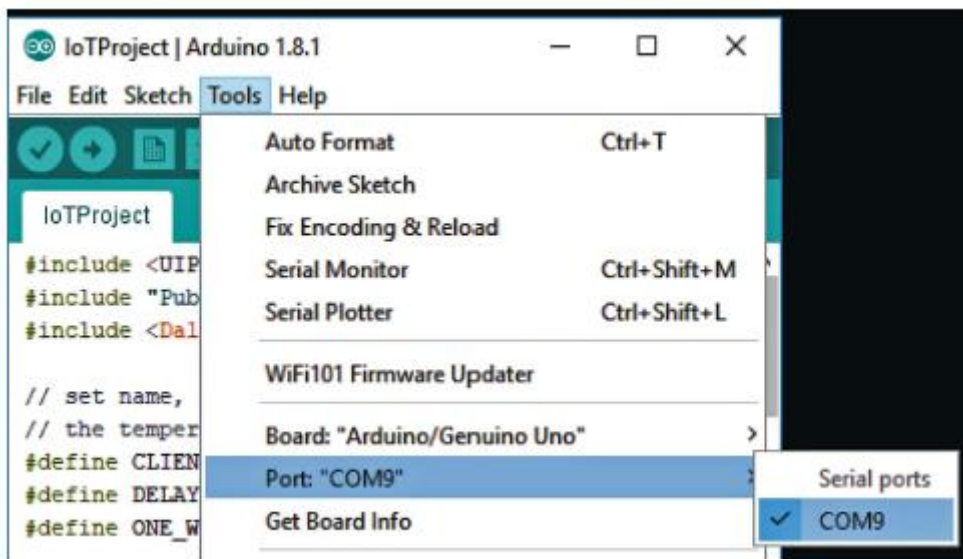 IoTProject | Arduino 1.8.1
File Edit Sketch Tools Help
Auto Format Ctrl+T
Archive Sketch
IoTProject
Fix Encoding & Reload
#include <UIP
Serial Monitor Ctrl+Shift+M
#include "Pub
Serial Plotter Ctrl+Shift+L
#include <Dal
WiFi101 Firmware Updater
// set name,
// the temper
Board: "Arduino/Genuino Uno"
#define CLIEN
Port: "COM9"
Serial ports
#define DELAY
Get Board Info
COM9
#define ONE_W